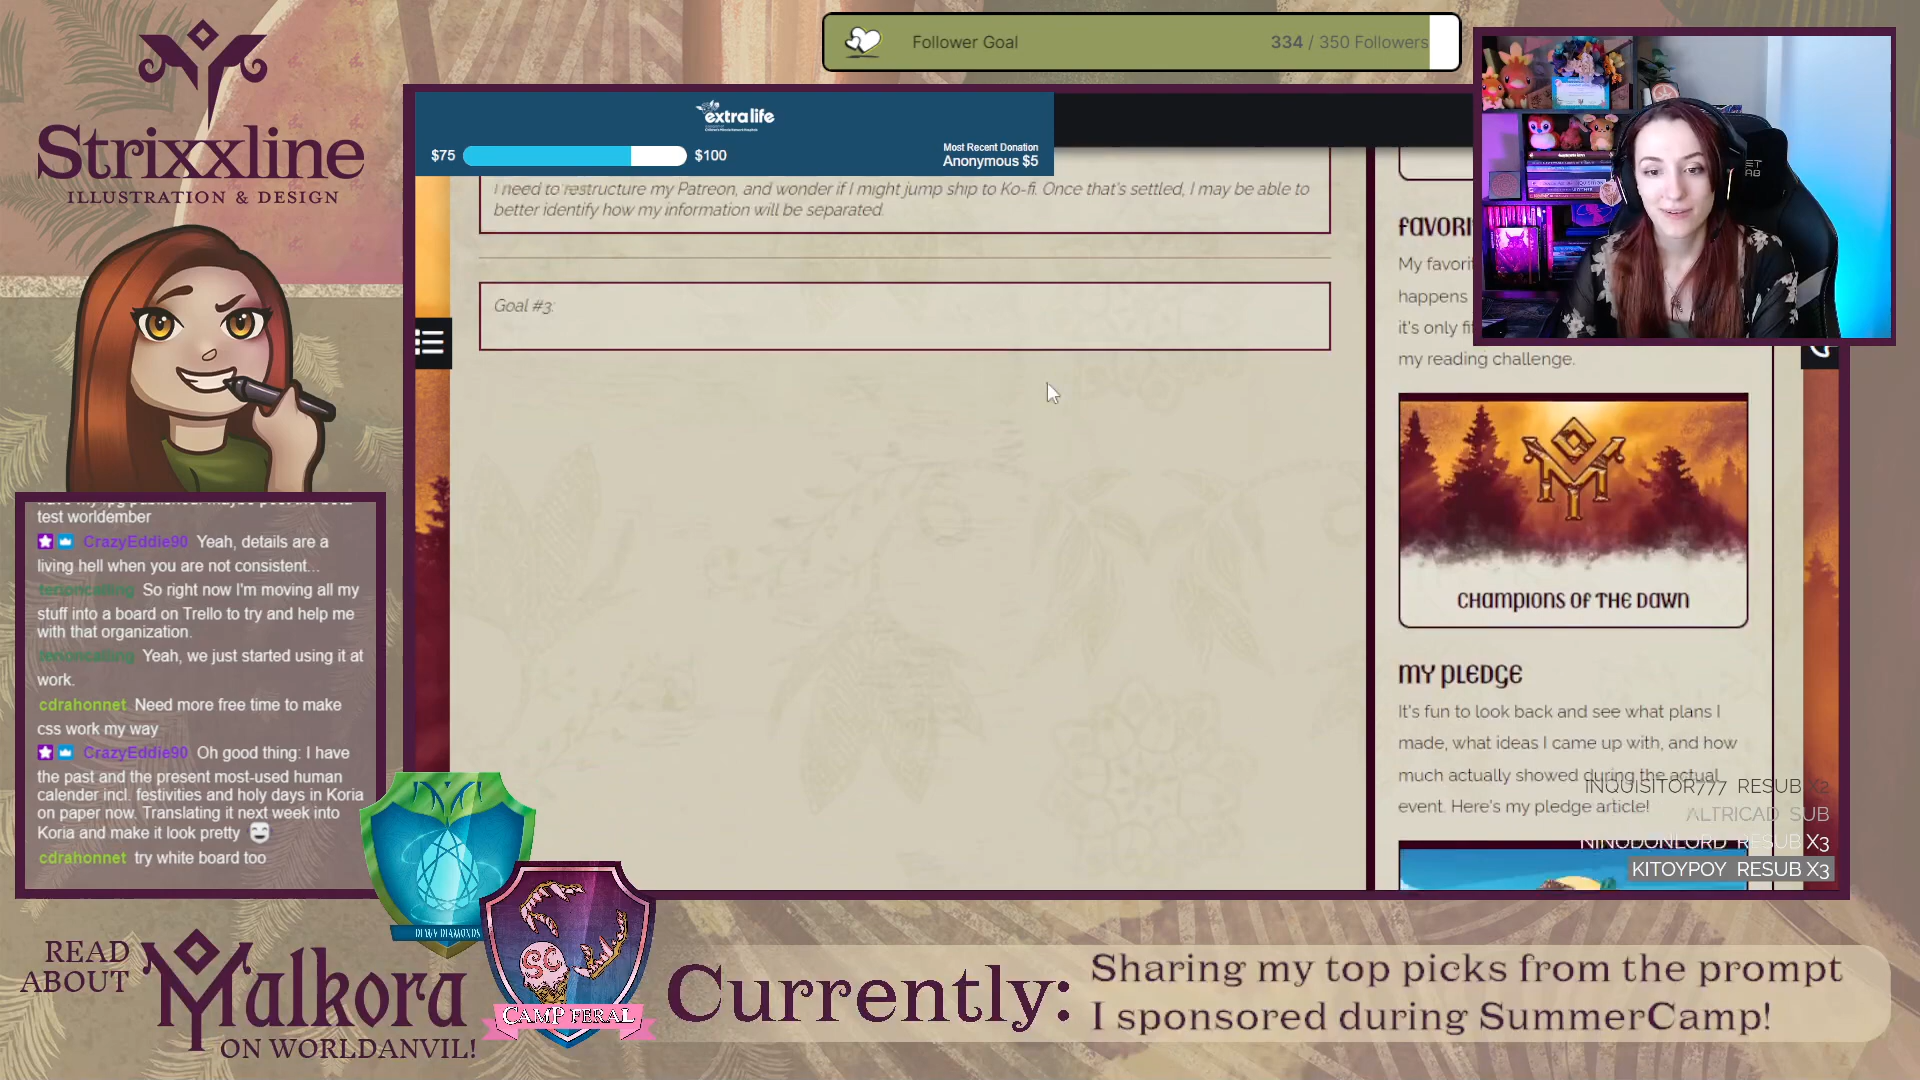 Strixxline
ILLUSTRATION & DESIGN
Follower Goal
334 / 350 Followers
extralife
$75
$100
Most Recent Donation
Anonymous $5
I need to restructure my Patreon, and wonder if I might jump ship to Ko-fi. Once that's settled, I may be able to
better identify how my information will be separated.
Goal #3:
FAVORI
My favorit
happens
it's only fi
my reading challenge.
CHAMPIONS OF THE DAWN
MY PLEDGE
It's fun to look back and see what plans I
made, what ideas I came up with, and how
much actually showed during the actual
event. Here's my pledge article!
INQUISITOR777 RESUB X2
ALTRICAD SUB
NINODONLORD RESUB X3
KITOYPOY RESUB X3
test worldember
CrazyEddie90 Yeah, details are a
living hell when you are not consistent...
So right now I'm moving all my
stuff into a board on Trello to try and help me
with that organization.
Yeah, we just started using it at
work.
cdrahonnet Need more free time to make
css work my way
CrazyEddie90 Oh good thing: I have
the past and the present most-used human
calender incl. festivities and holy days in Koria
on paper now. Translating it next week into
Koria and make it look pretty
cdrahonnet try white board too
DEWY DIAMONDS
SC
CAMP FERAL
READ
ABOUT
Malkora
ON WORLDANVIL!
Currently:
Sharing my top picks from the prompt
I sponsored during SummerCamp!